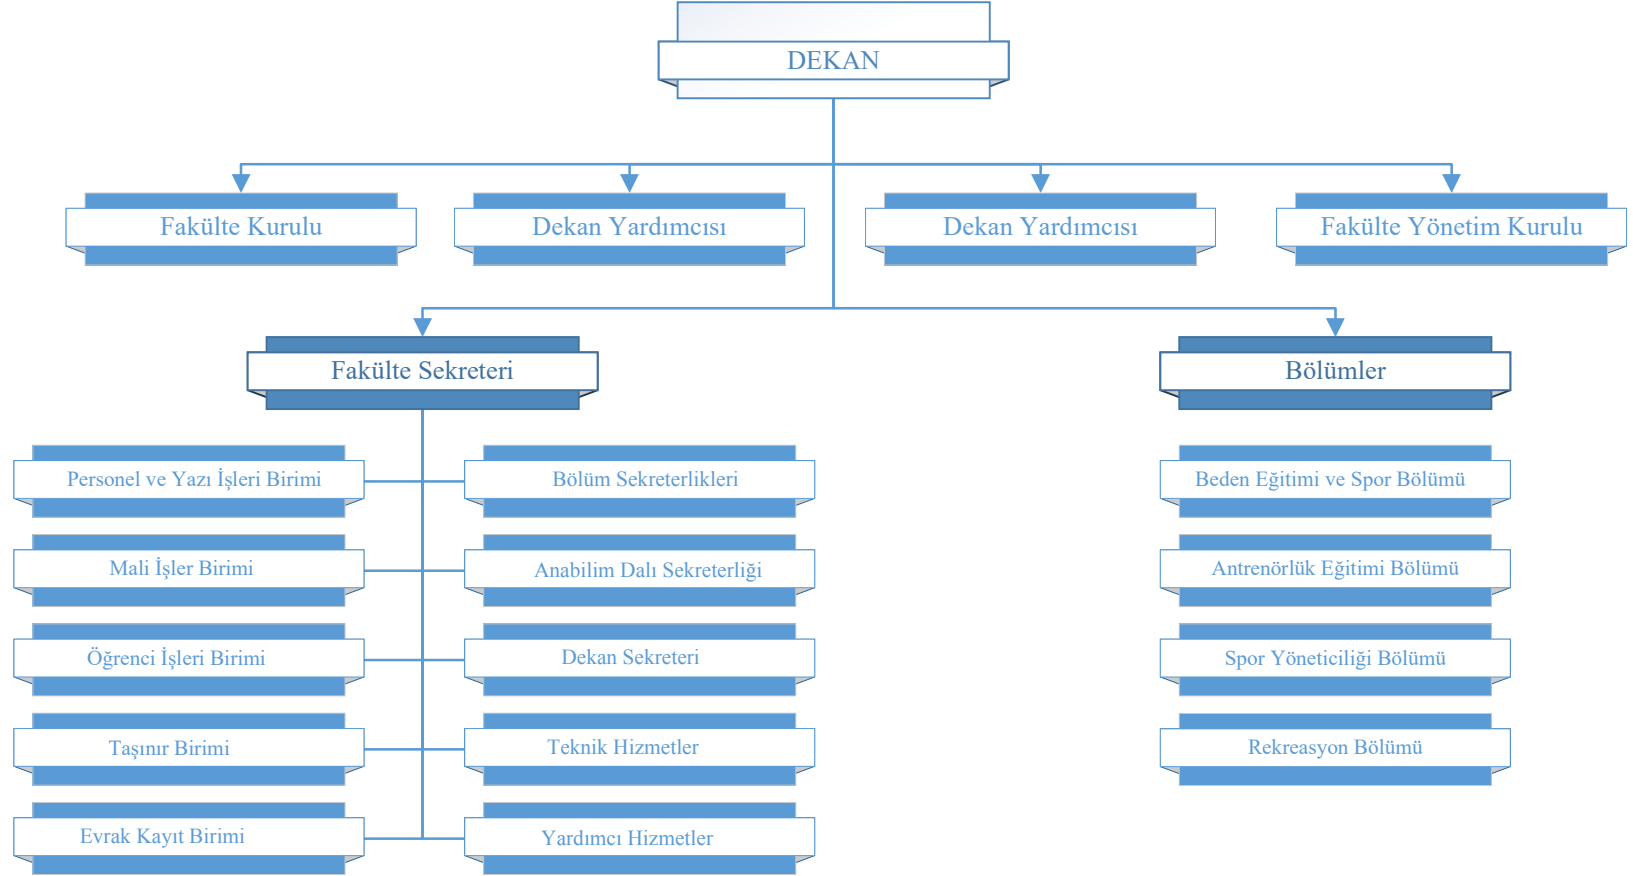 DEKAN
Fakülte Kurulu
Dekan Yardımcısı
Dekan Yardımcısı
Fakülte Yönetim Kurulu
Fakülte Sekreteri
Bölümler
Personel ve Yazı İşleri Birimi
Bölüm Sekreterlikleri
Beden Eğitimi ve Spor Bölümü
Mali İşler Birimi
Anabilim Dalı Sekreterliği
Antrenörlük Eğitimi Bölümü
Öğrenci İşleri Birimi
Dekan Sekreteri
Spor Yöneticiliği Bölümü
Taşınır Birimi
Teknik Hizmetler
Rekreasyon Bölümü
Evrak Kayıt Birimi
Yardımcı Hizmetler